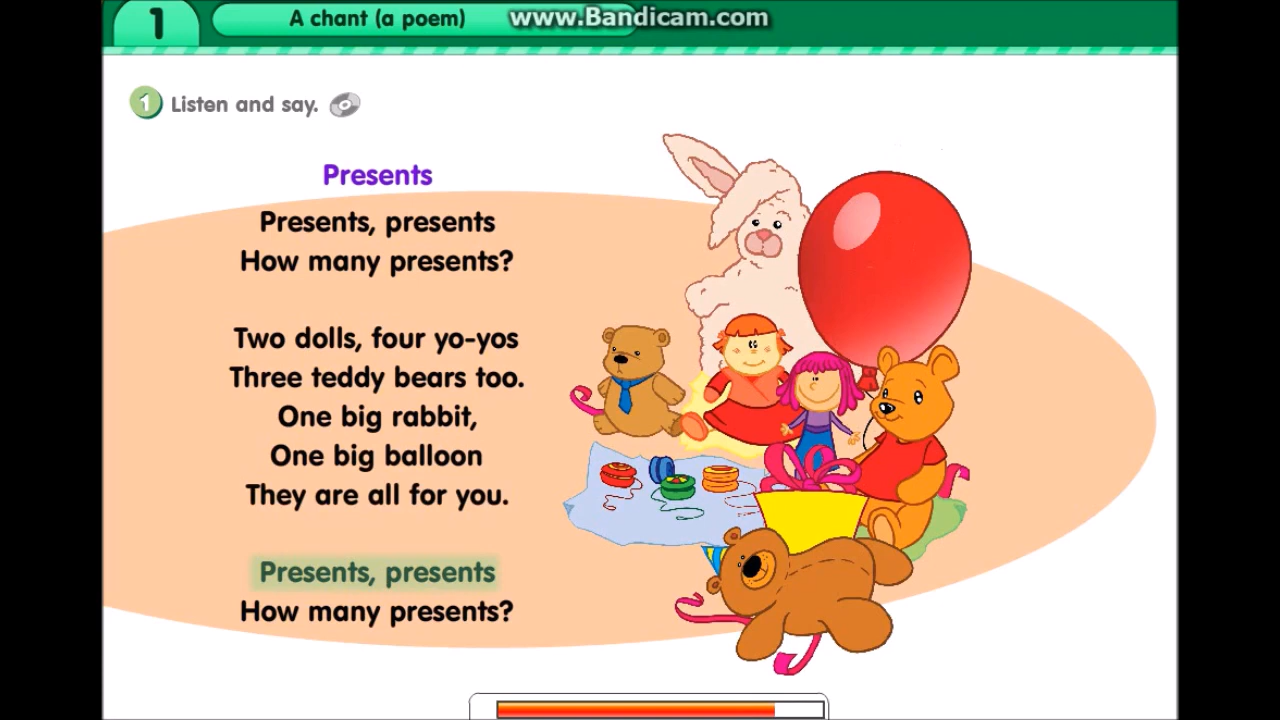 1
A chant (a poem)
www.Bandicam.com
1 Listen and say.
Presents
Presents, presents
How many presents?
Two dolls, four yo-yos
Three teddy bears too.
One big rabbit,
One big balloon
They are all for you.
Presents, presents
How many presents?